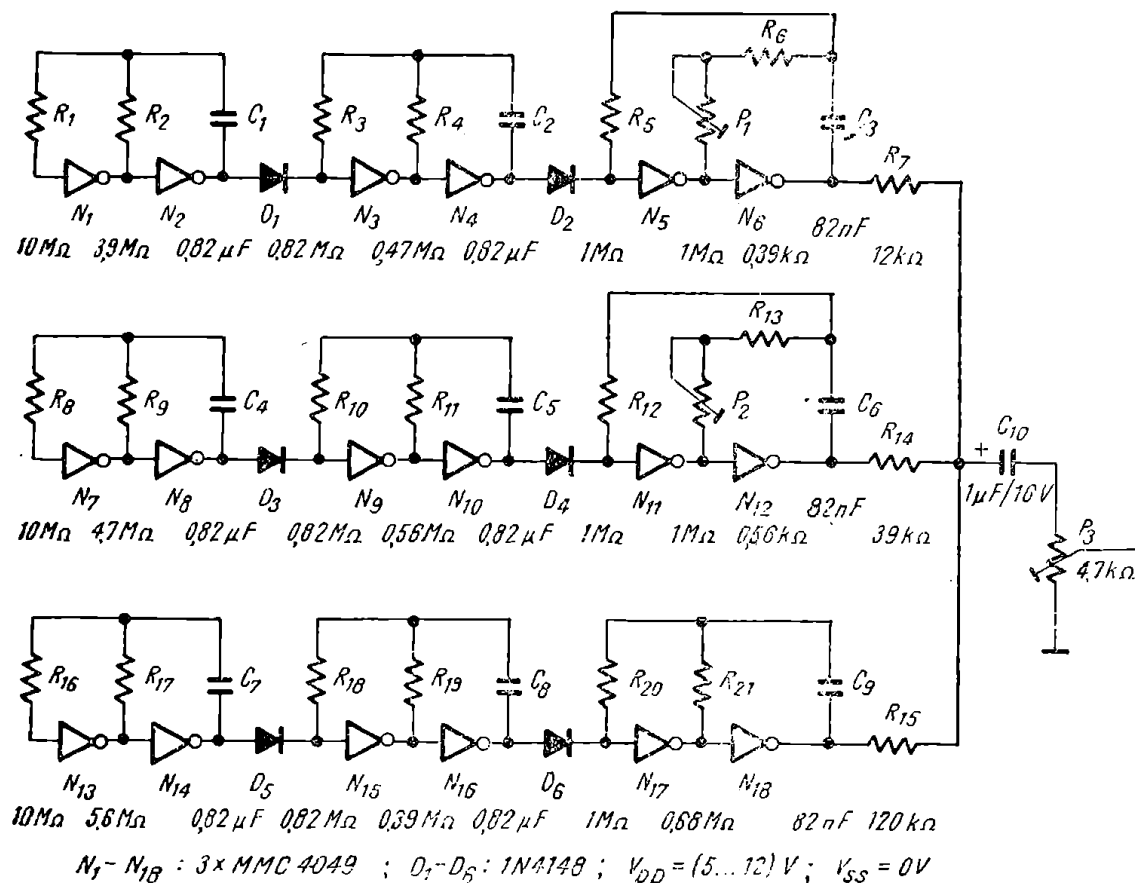 R6
R1 R2 C1 R3 R4 C2 R5 P1 C3 R7
N1 N2 D1 N3 N4 D2 N5 N6
10MΩ 3,9MΩ 0,82µF 0,82MΩ 0,47MΩ 0,82µF 1MΩ 1MΩ 0,39kΩ 82nF 12kΩ
R13
R8 R9 C4 R10 R11 C5 R12 P2 C6 R14 C10
+
1µF/16V
N7 N8 D3 N9 N10 D4 N11 N12
10MΩ 4,7MΩ 0,82µF 0,82MΩ 0,56MΩ 0,82µF 1MΩ 1MΩ 0,56kΩ 82nF 39kΩ
P3
4,7kΩ
R16 R17 C7 R18 R19 C8 R20 R21 C9 R15
N13 N14 D5 N15 N16 D6 N17 N18
10MΩ 5,6MΩ 0,82µF 0,82MΩ 0,39MΩ 0,82µF 1MΩ 0,68MΩ 82nF 120kΩ
N1-N18 : 3×MMC 4049 ; D1-D6 : 1N4148 ; VDD=(5...12)V ; VSS=0V